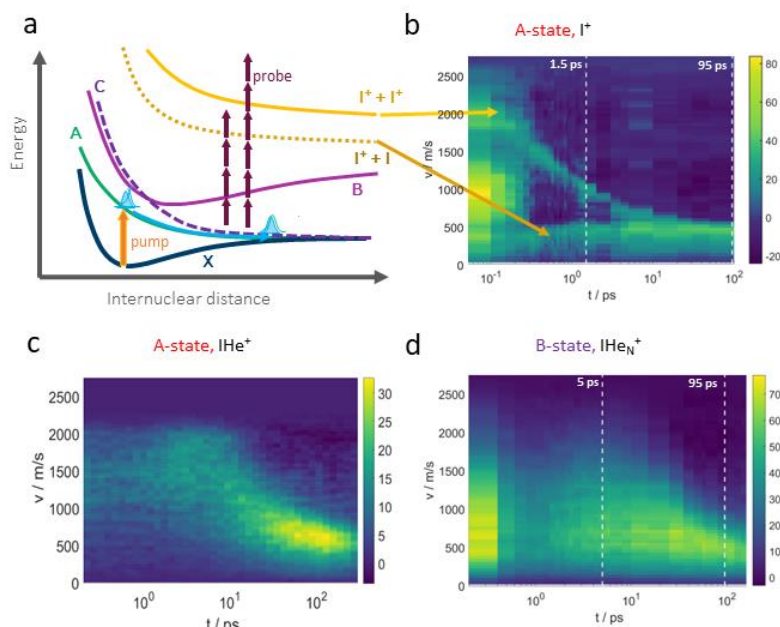 a
Energy
Internuclear distance
A
C
B
X
pump
probe
I⁺ + I⁺
I⁺ + I
b
A-state, I⁺
1.5 ps
95 ps
v / m/s
2500
2000
1500
1000
500
0
10⁻¹
10⁰
10¹
10²
t / ps
80
60
40
20
0
-20
c
A-state, IHe⁺
v / m/s
2500
2000
1500
1000
500
0
10⁰
10¹
10²
t / ps
30
25
20
15
10
5
0
d
B-state, IHeN⁺
5 ps
95 ps
v / m/s
2500
2000
1500
1000
500
0
10⁰
10¹
10²
t / ps
70
60
50
40
30
20
10
0